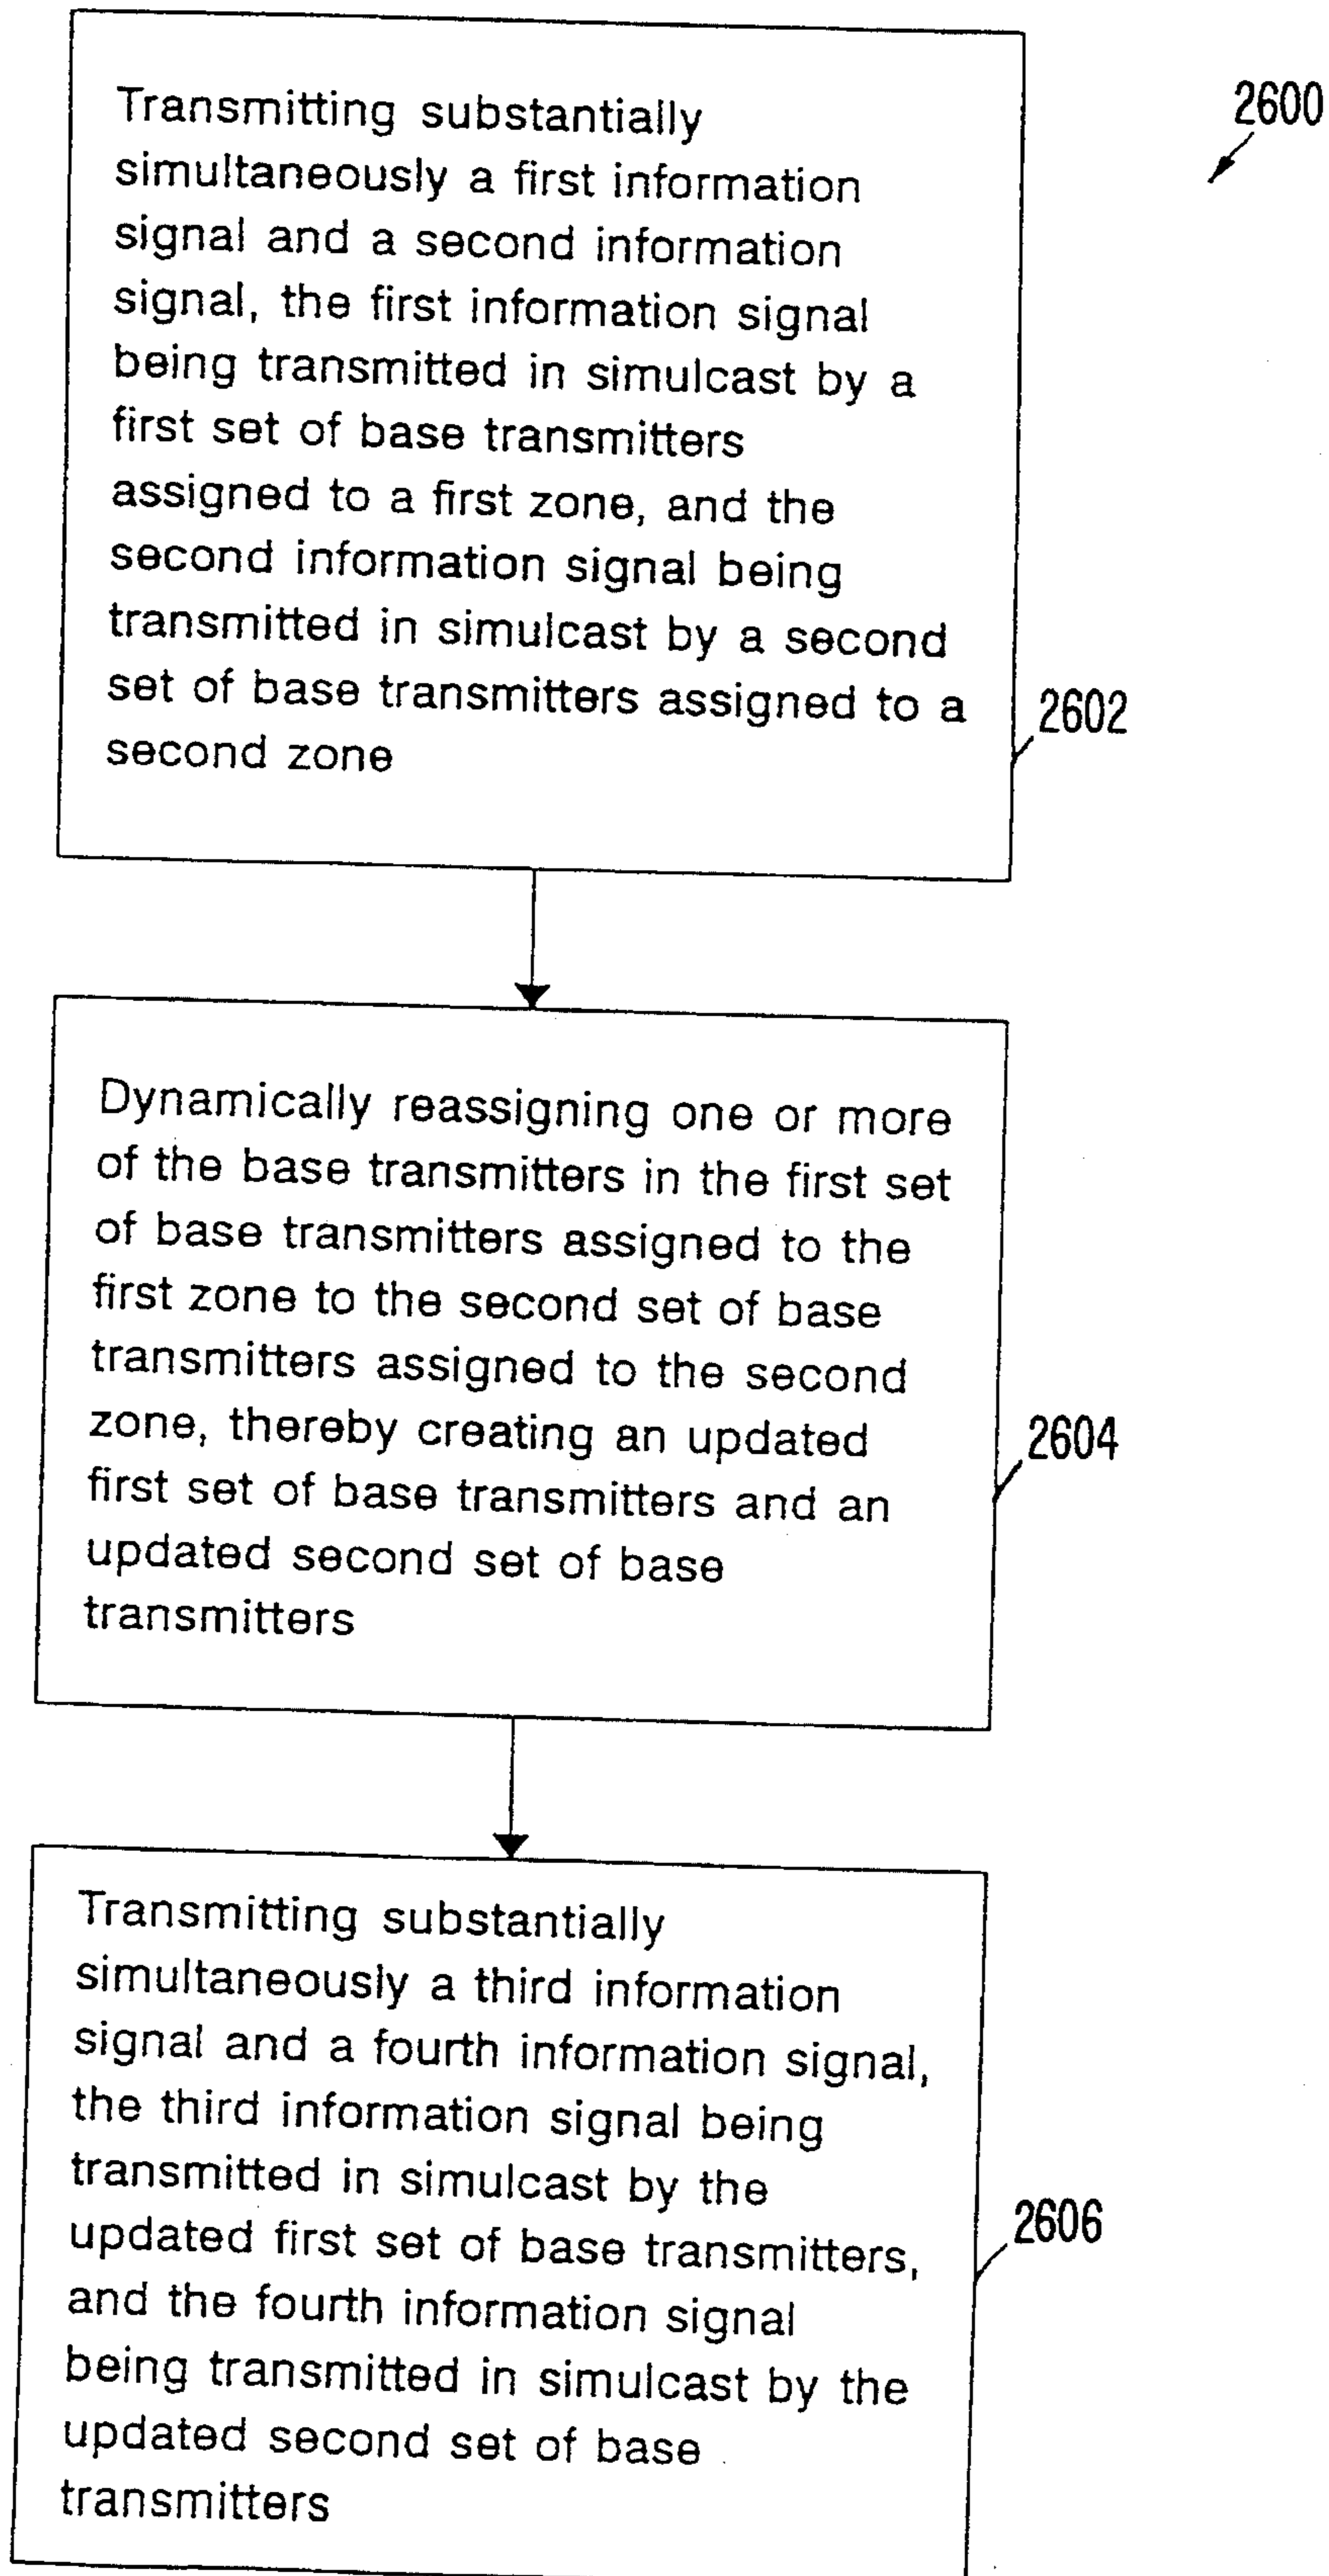 2600
Transmitting substantially
simultaneously a first information
signal and a second information
signal, the first information signal
being transmitted in simulcast by a
first set of base transmitters
assigned to a first zone, and the
second information signal being
transmitted in simulcast by a second
set of base transmitters assigned to a
second zone
2602
Dynamically reassigning one or more
of the base transmitters in the first set
of base transmitters assigned to the
first zone to the second set of base
transmitters assigned to the second
zone, thereby creating an updated
first set of base transmitters and an
updated second set of base
transmitters
2604
Transmitting substantially
simultaneously a third information
signal and a fourth information signal,
the third information signal being
transmitted in simulcast by the
updated first set of base transmitters,
and the fourth information signal
being transmitted in simulcast by the
updated second set of base
transmitters
2606